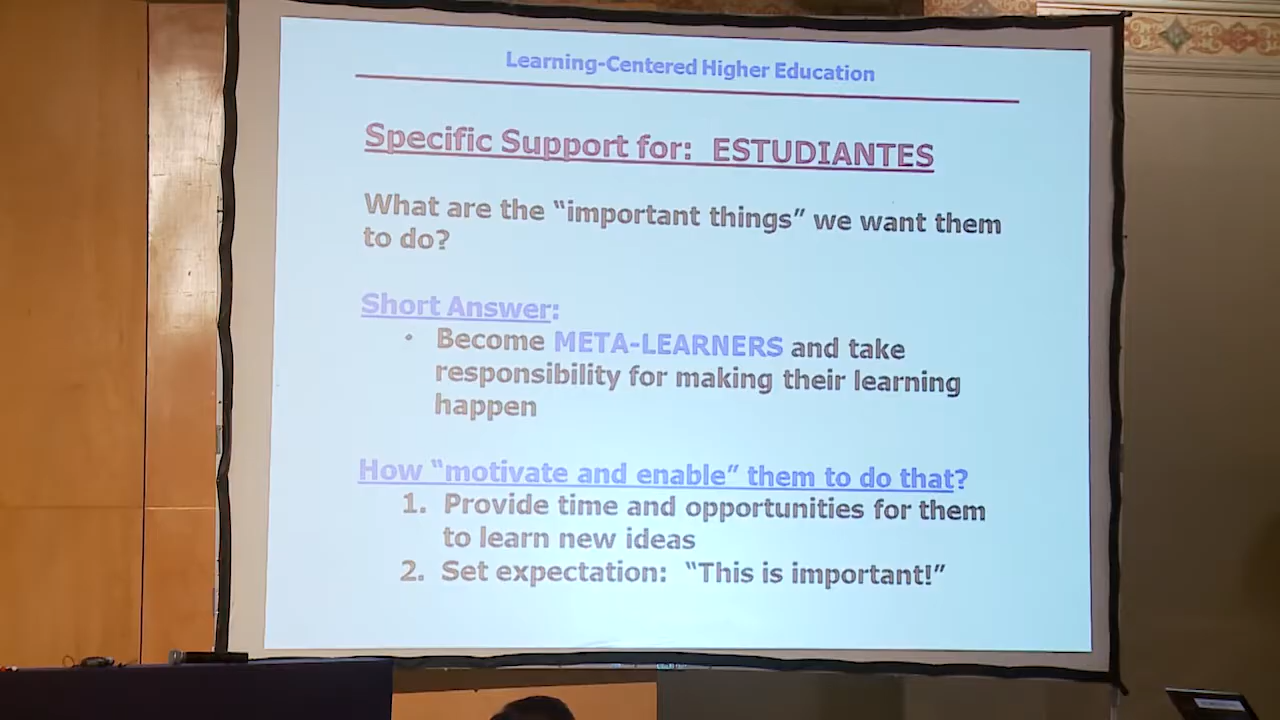 Learning-Centered Higher Education
Specific Support for: ESTUDIANTES
What are the “important things” we want them
to do?
Short Answer:
• Become META-LEARNERS and take
responsibility for making their learning
happen
How “motivate and enable” them to do that?
1. Provide time and opportunities for them
to learn new ideas
2. Set expectation: “This is important!”